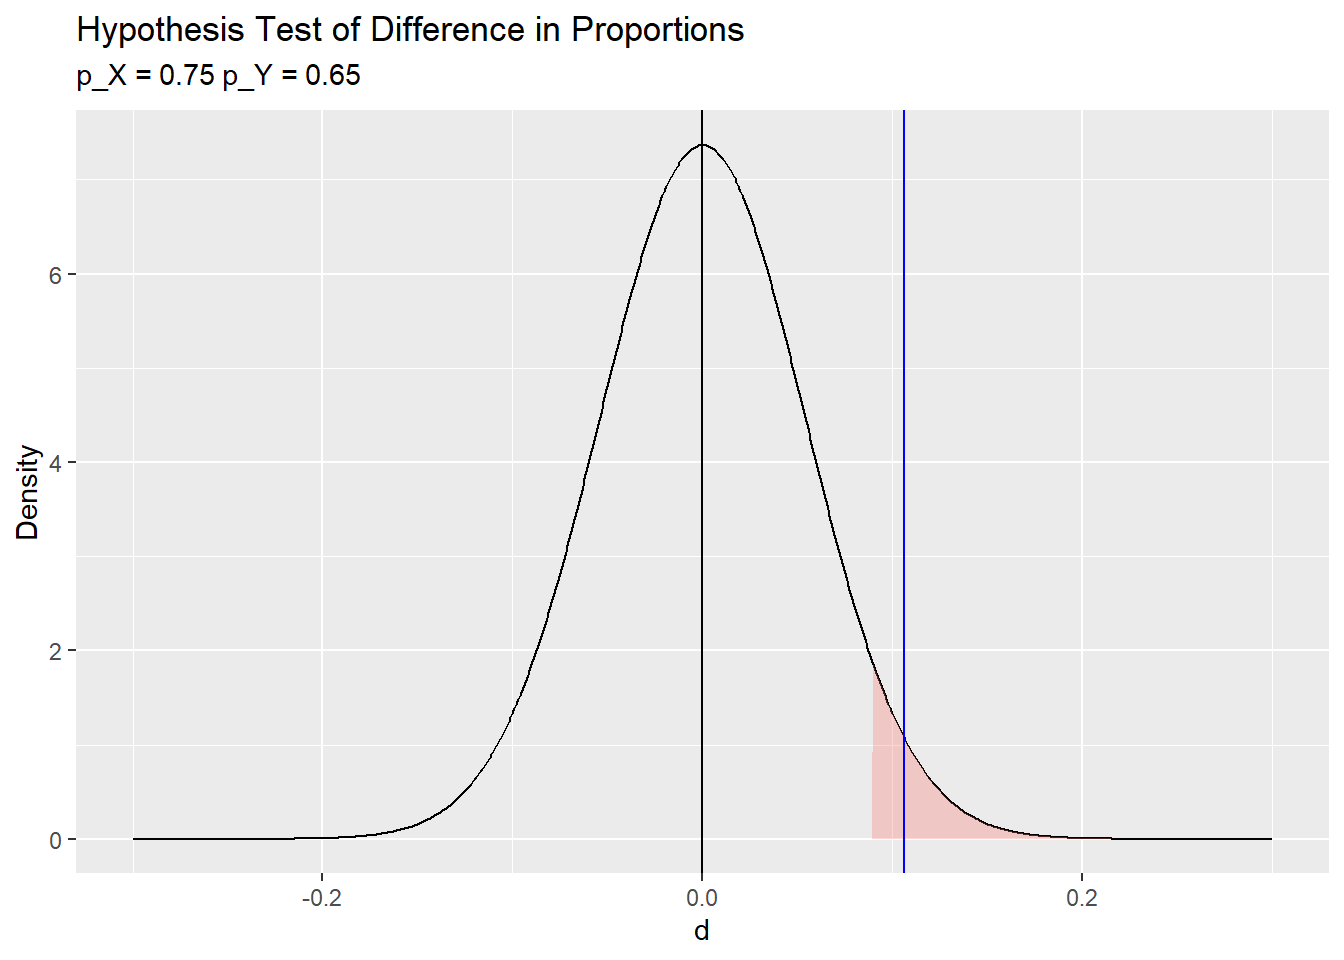 Hypothesis Test of Difference in Proportions
p_X = 0.75 p_Y = 0.65
Density
6
4
2
0
-0.2
0.0
0.2
d